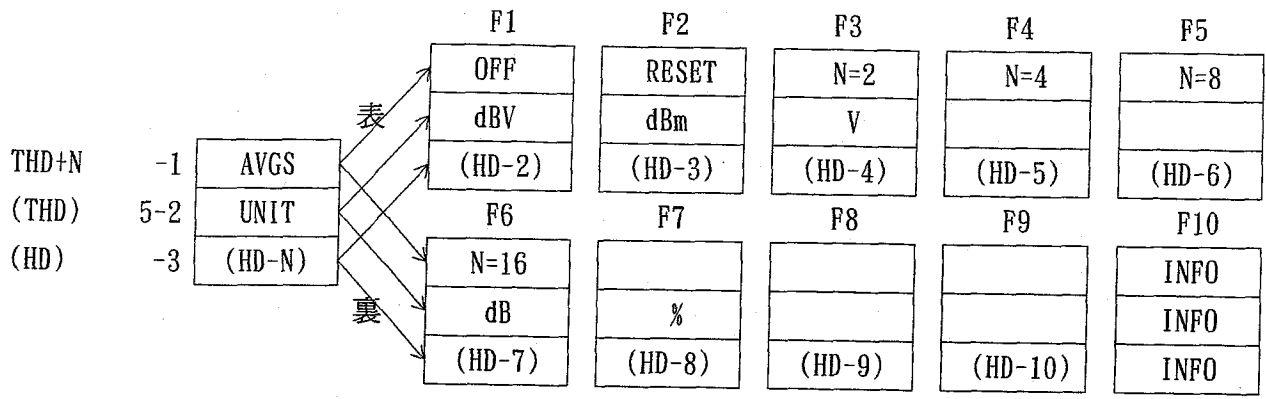 F1 F2 F3 F4 F5
OFF RESET N=2 N=4 N=8
表
dBV dBm V
THD+N -1 AVGS (HD-2) (HD-3) (HD-4) (HD-5) (HD-6)
(THD) 5-2 UNIT F6 F7 F8 F9 F10
(HD) -3 (HD-N) N=16 INFO
裏
dB % INFO
(HD-7) (HD-8) (HD-9) (HD-10) INFO